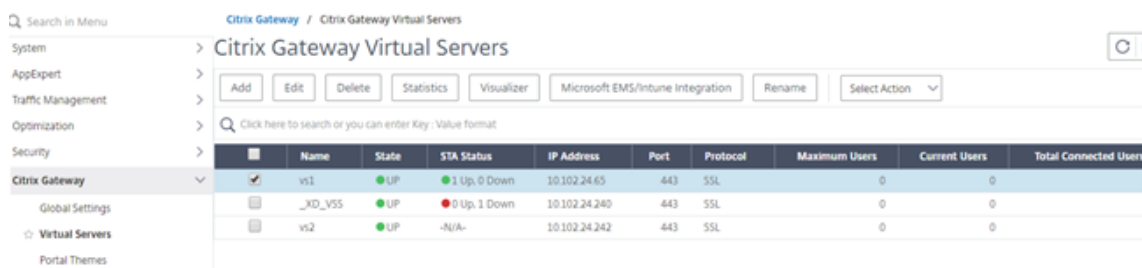 Search in Menu
Citrix Gateway / Citrix Gateway Virtual Servers
System
Citrix Gateway Virtual Servers
AppExpert
Traffic Management
Optimization
Security
Citrix Gateway
Global Settings
Virtual Servers
Portal Themes
Add Edit Delete Statistics Visualizer Microsoft EMS/Intune Integration Rename Select Action
Click here to search or you can enter Key : Value format
Name State STA Status IP Address Port Protocol Maximum Users Current Users Total Connected Users
vs1 UP 1 Up, 0 Down 10.102.24.65 443 SSL 0 0
_XD_VSS UP 0 Up, 1 Down 10.102.24.240 443 SSL 0 0
vs2 UP -N/A- 10.102.24.242 443 SSL 0 0